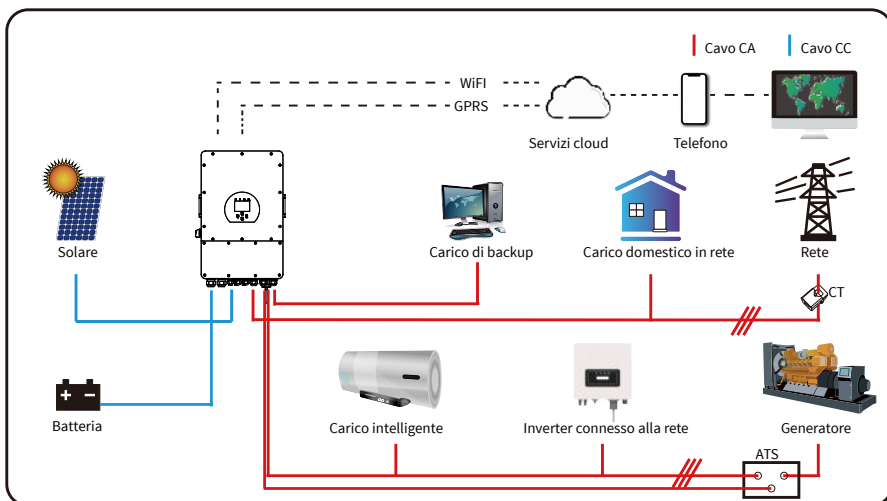 Cavo CA
Cavo CC
WiFI
GPRS
Servizi cloud
Telefono
Solare
Carico di backup
Carico domestico in rete
Rete
CT
Batteria
Carico intelligente
Inverter connesso alla rete
Generatore
ATS